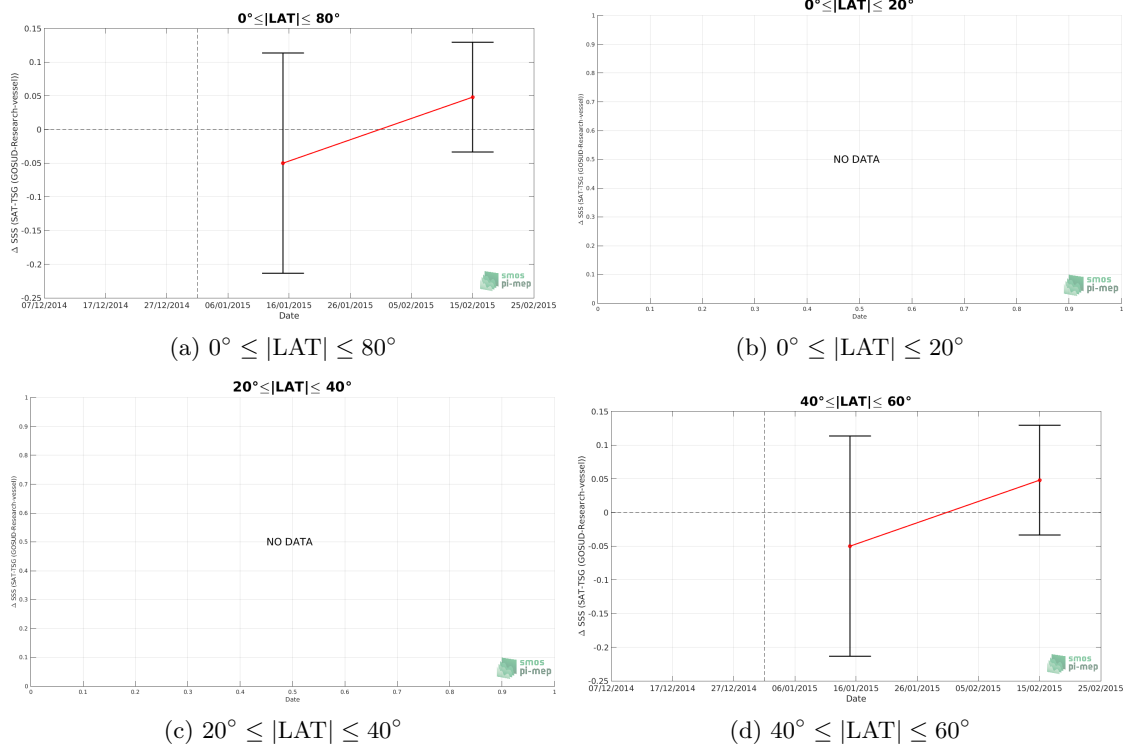 0°≤|LAT|≤ 80°
0.15
0.1
0.05
0
-0.05
-0.1
-0.15
-0.2
-0.25
Δ SSS (SAT-TSG (GOSUD-Research-vessel))
07/12/2014 17/12/2014 27/12/2014 06/01/2015 16/01/2015 26/01/2015 05/02/2015 15/02/2015 25/02/2015
Date
smos
pi-mep
(a) 0° ≤ |LAT| ≤ 80°
0°≤|LAT|≤ 20°
1
0.9
0.8
0.7
0.6
0.5
0.4
0.3
0.2
0.1
0
Δ SSS (SAT-TSG (GOSUD-Research-vessel))
NO DATA
0 0.1 0.2 0.3 0.4 0.5 0.6 0.7 0.8 0.9 1
Date
smos
pi-mep
(b) 0° ≤ |LAT| ≤ 20°
20°≤|LAT|≤ 40°
1
0.9
0.8
0.7
0.6
0.5
0.4
0.3
0.2
0.1
0
Δ SSS (SAT-TSG (GOSUD-Research-vessel))
NO DATA
0 0.1 0.2 0.3 0.4 0.5 0.6 0.7 0.8 0.9 1
Date
smos
pi-mep
(c) 20° ≤ |LAT| ≤ 40°
40°≤|LAT|≤ 60°
0.15
0.1
0.05
0
-0.05
-0.1
-0.15
-0.2
-0.25
Δ SSS (SAT-TSG (GOSUD-Research-vessel))
07/12/2014 17/12/2014 27/12/2014 06/01/2015 16/01/2015 26/01/2015 05/02/2015 15/02/2015 25/02/2015
Date
smos
pi-mep
(d) 40° ≤ |LAT| ≤ 60°